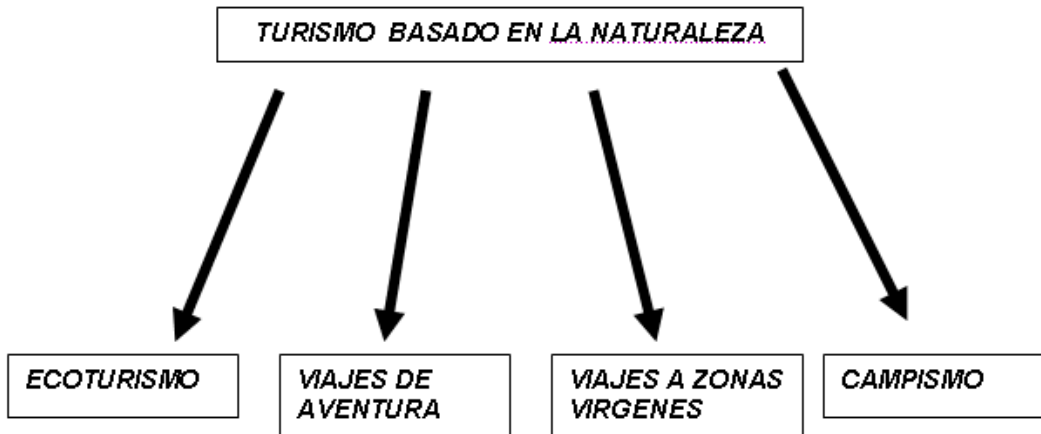 TURISMO BASADO EN LA NATURALEZA
ECOTURISMO
VIAJES DE
AVENTURA
VIAJES A ZONAS
VIRGENES
CAMPISMO